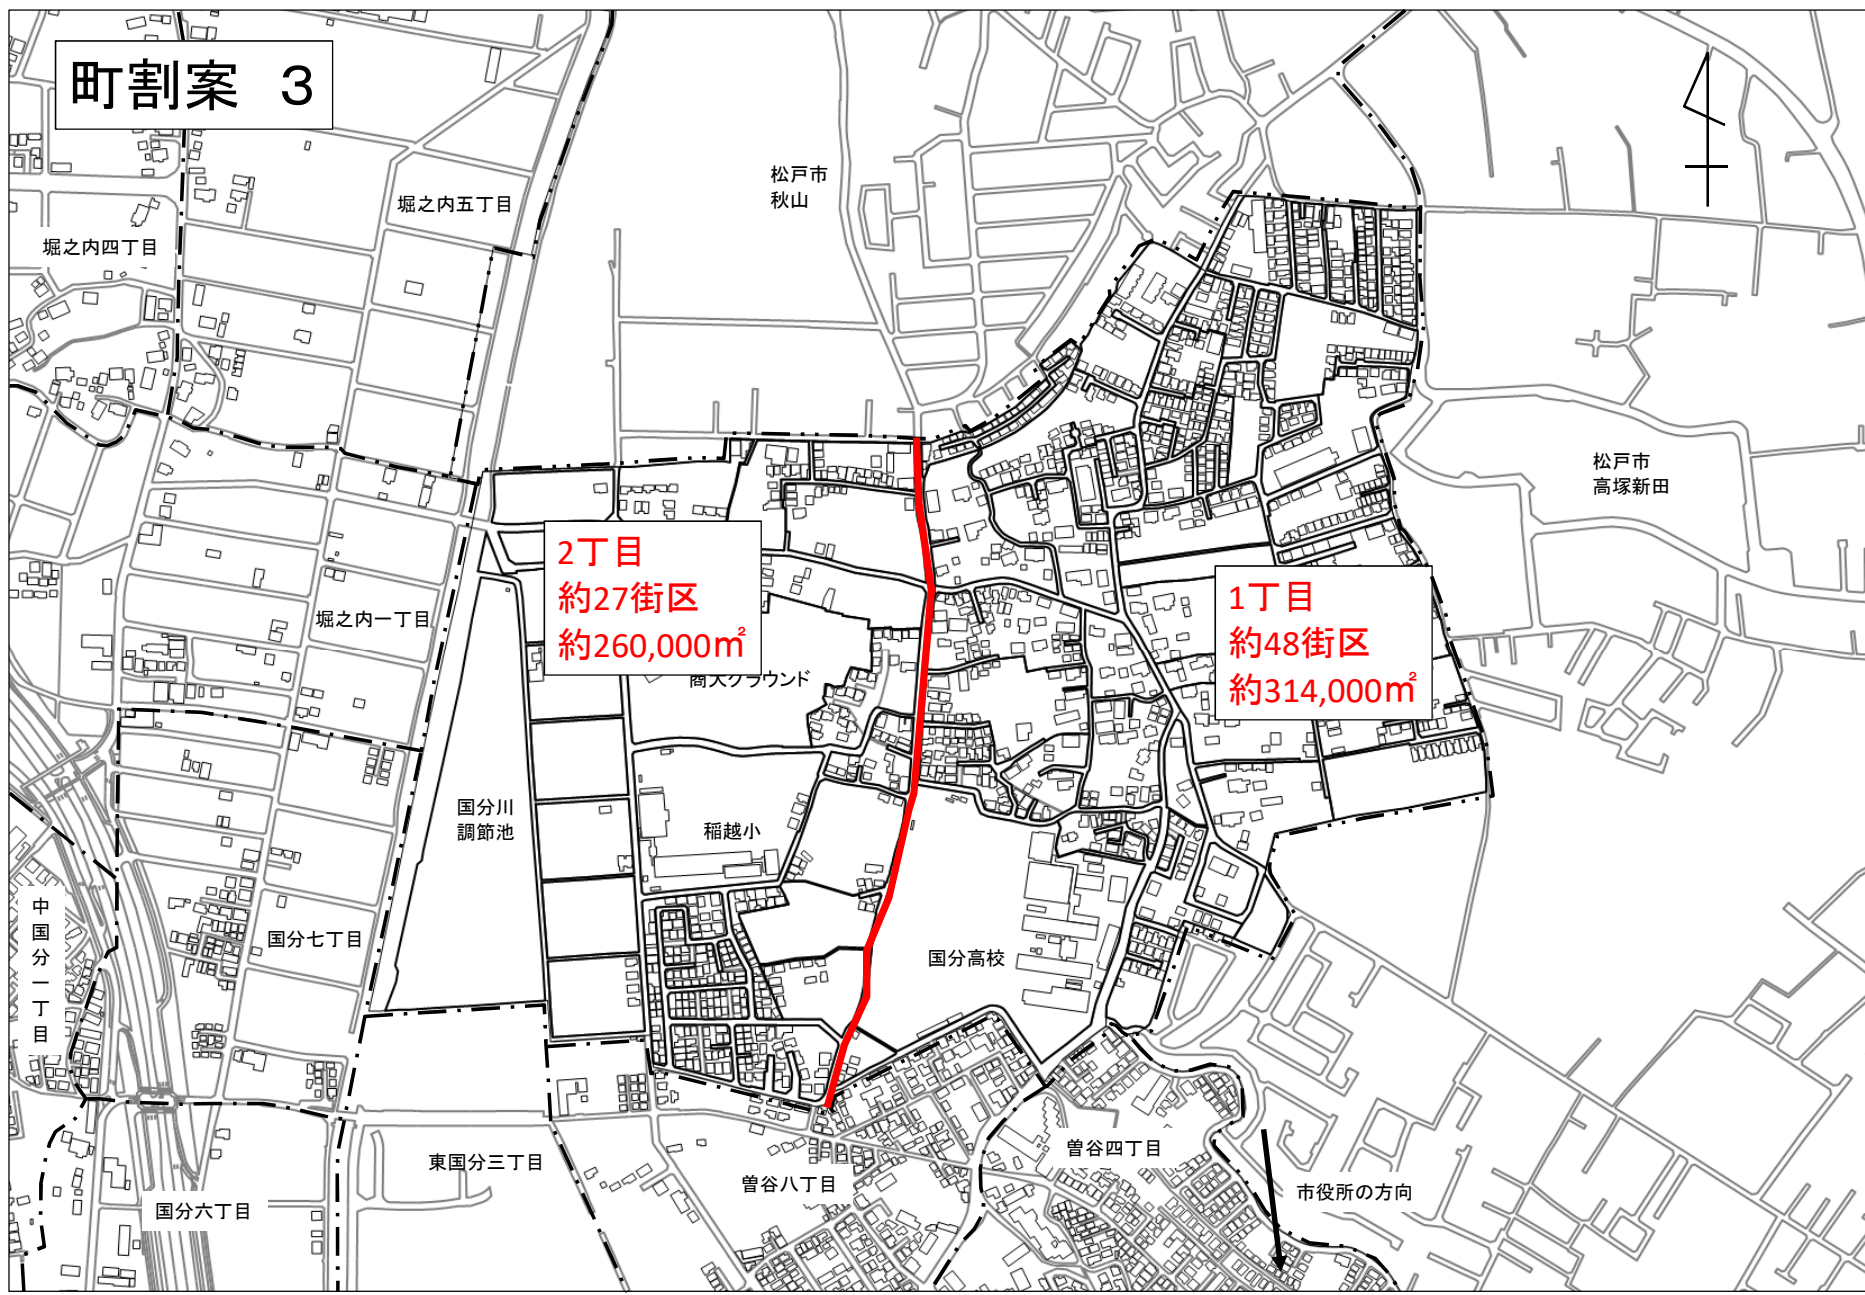 町割案　３
松戸市
秋山
堀之内五丁目
堀之内四丁目
松戸市
高塚新田
2丁目
約27街区
約260,000㎡
1丁目
約48街区
約314,000㎡
堀之内一丁目
商大グラウンド
国分川
調節池
稲越小
中国分一丁目
国分七丁目
国分高校
東国分三丁目
曽谷四丁目
曽谷八丁目
市役所の方向
国分六丁目